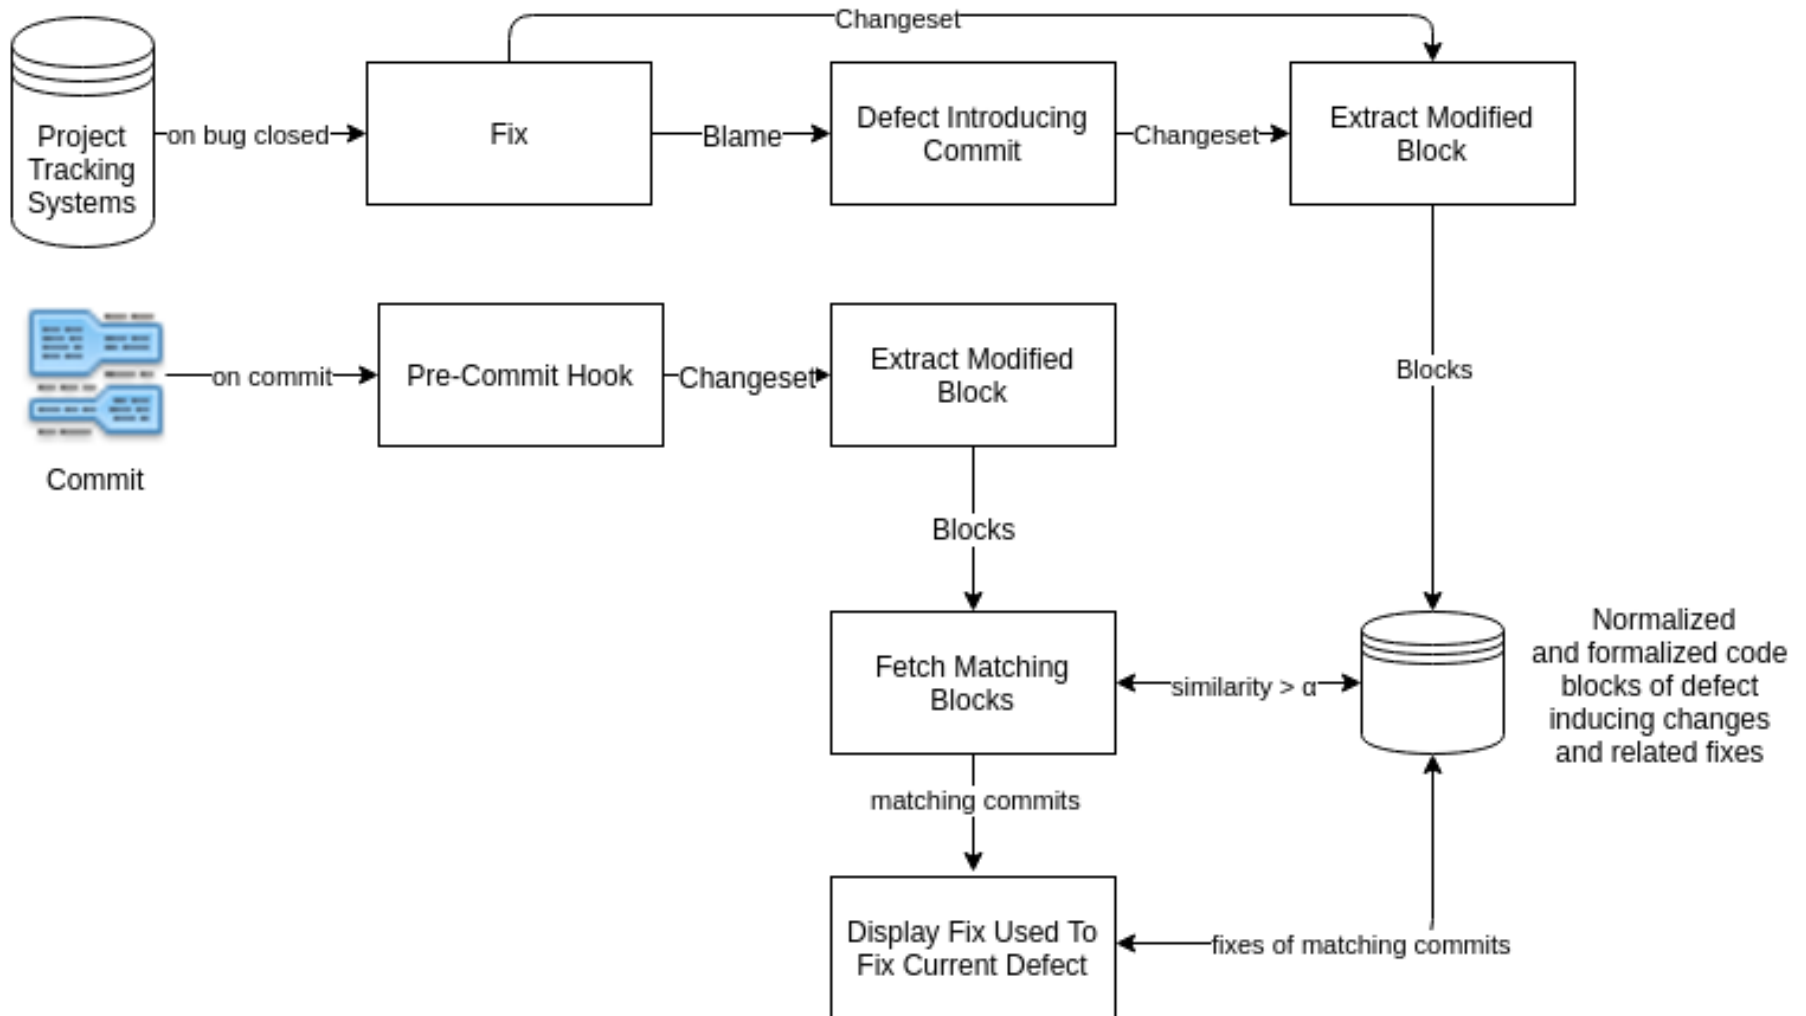 Changeset
Project
Tracking
Systems
on bug closed
Fix
Blame
Defect Introducing
Commit
Changeset
Extract Modified
Block
Commit
on commit
Pre-Commit Hook
Changeset
Extract Modified
Block
Blocks
Blocks
Fetch Matching
Blocks
similarity > α
Normalized
and formalized code
blocks of defect
inducing changes
and related fixes
matching commits
Display Fix Used To
Fix Current Defect
fixes of matching commits